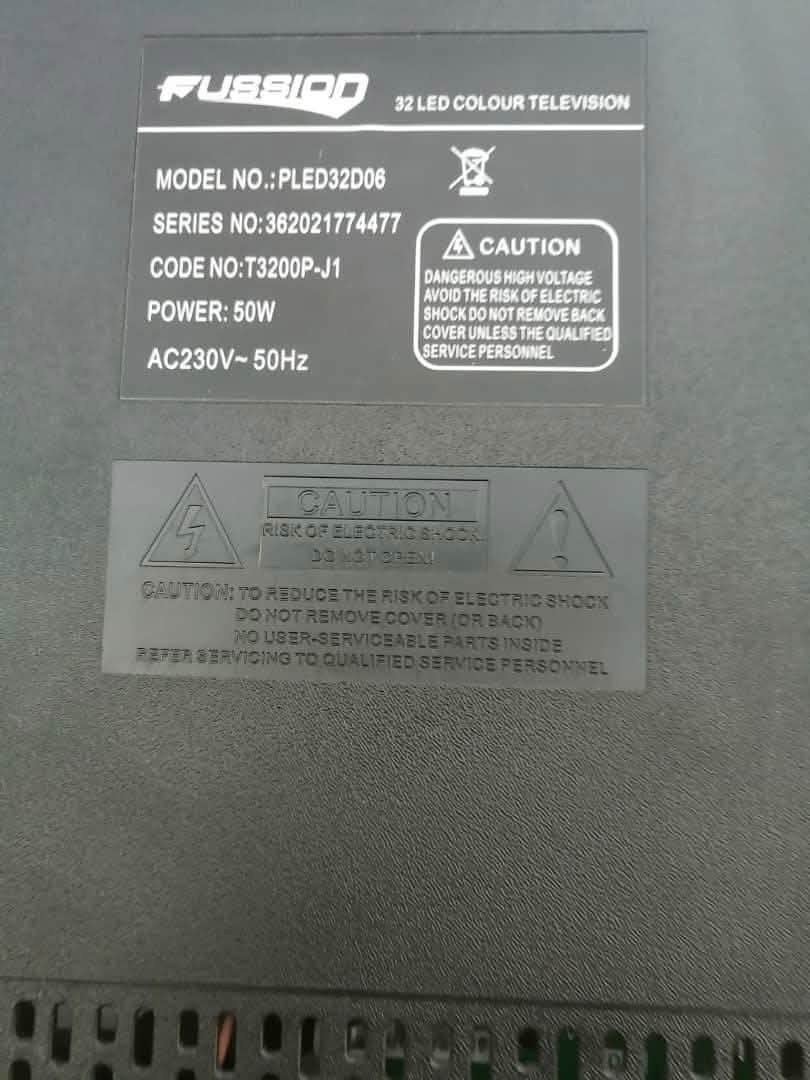 FUSSION
32 LED COLOUR TELEVISION
MODEL NO.:PLED32D06
SERIES NO:362021774477
CODE NO:T3200P-J1
POWER: 50W
AC230V~ 50Hz
CAUTION
DANGEROUS HIGH VOLTAGE
AVOID THE RISK OF ELECTRIC
SHOCK DO NOT REMOVE BACK
COVER UNLESS THE QUALIFIED
SERVICE PERSONNEL
CAUTION
RISK OF ELECTRIC SHOCK.
DO NOT OPEN!
CAUTION: TO REDUCE THE RISK OF ELECTRIC SHOCK
DO NOT REMOVE COVER (OR BACK)
NO USER-SERVICEABLE PARTS INSIDE
REFER SERVICING TO QUALIFIED SERVICE PERSONNEL